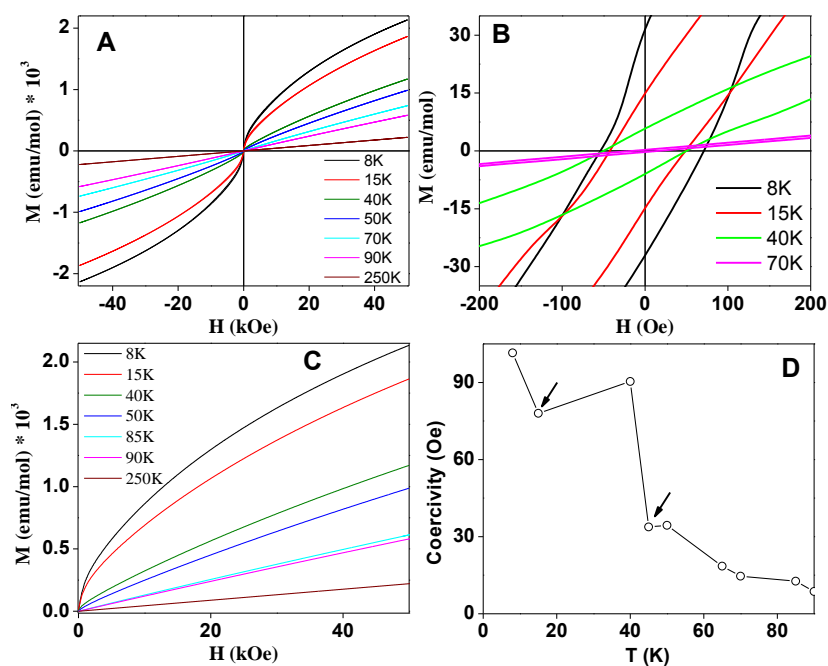 A
M (emu/mol) * 10³
2
1
0
-1
-2
-40 -20 0 20 40
H (kOe)
8K
15K
40K
50K
70K
90K
250K
B
M (emu/mol)
30
15
0
-15
-30
-200 -100 0 100 200
H (Oe)
8K
15K
40K
70K
C
M (emu/mol) * 10³
2.0
1.5
1.0
0.5
0.0
0 20 40
H (kOe)
8K
15K
40K
50K
85K
90K
250K
D
Coercivity (Oe)
90
60
30
0
0 20 40 60 80
T (K)